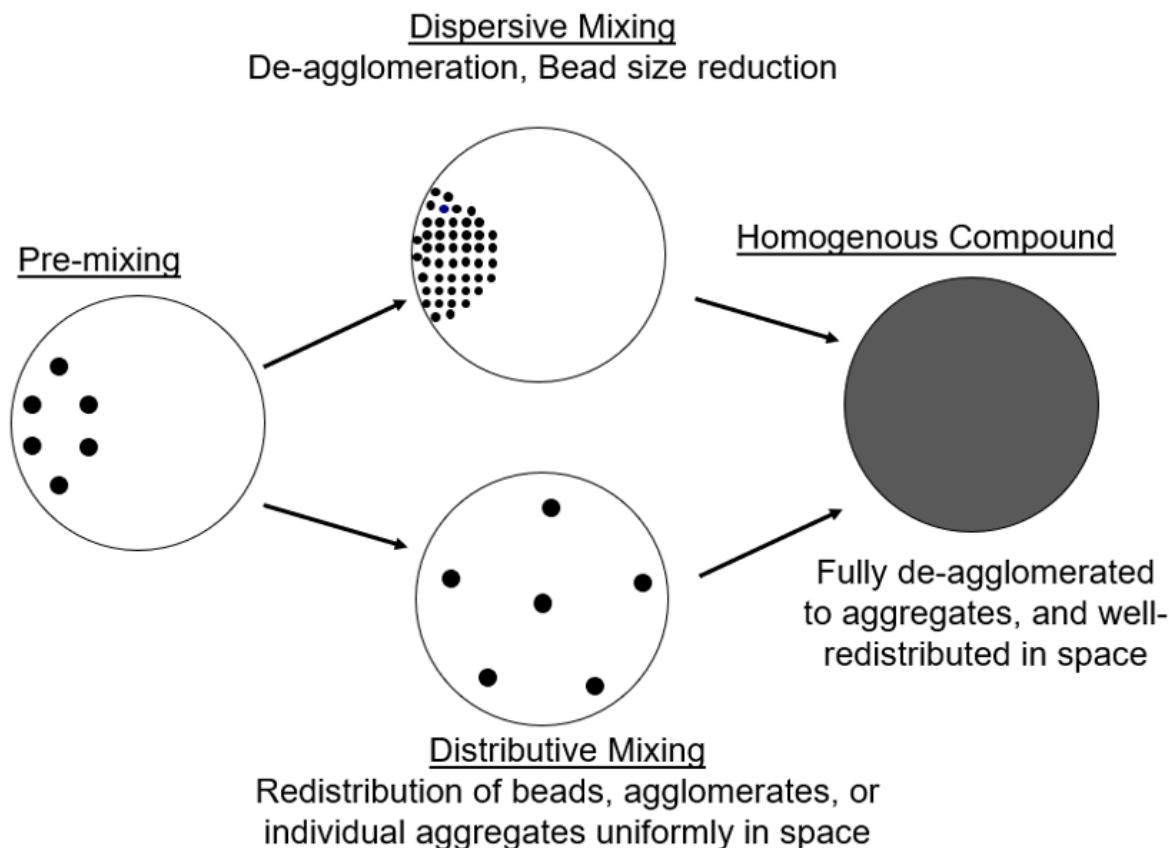 Dispersive Mixing
De-agglomeration, Bead size reduction
Pre-mixing
Homogenous Compound
Fully de-agglomerated
to aggregates, and well-
redistributed in space
Distributive Mixing
Redistribution of beads, agglomerates, or
individual aggregates uniformly in space